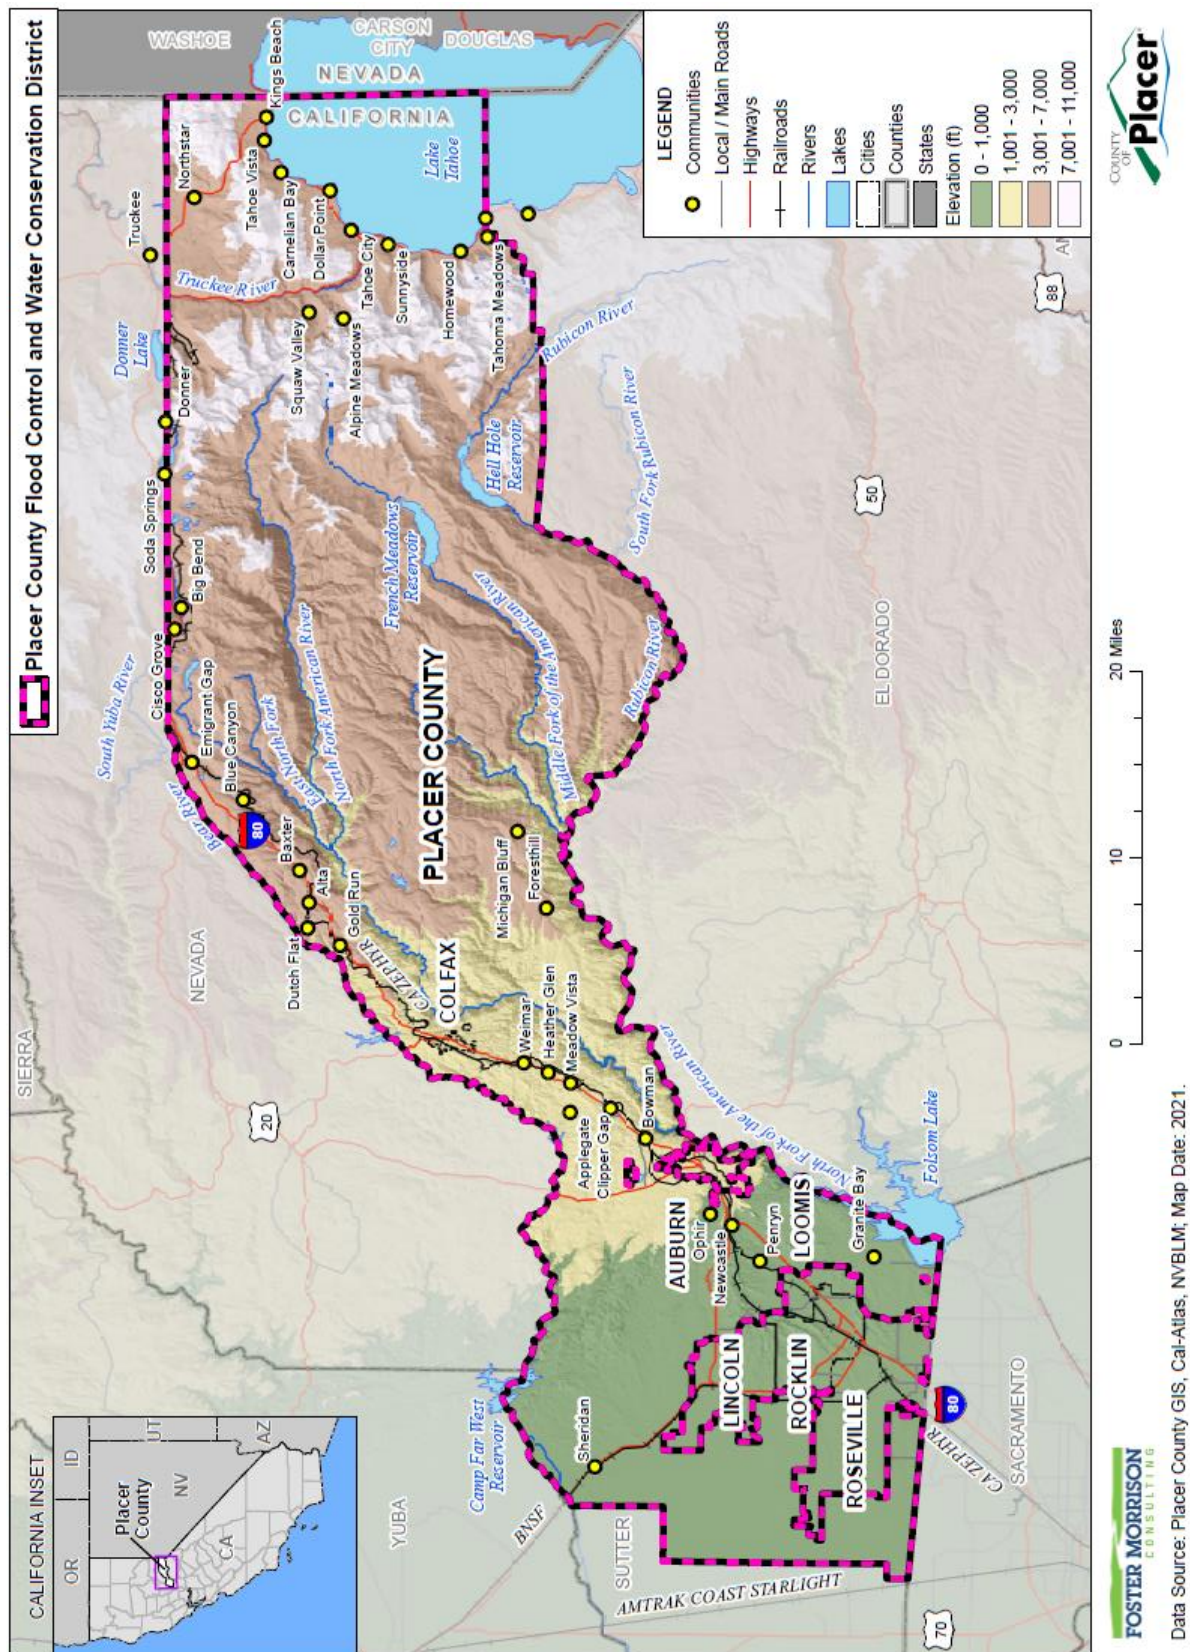 Placer County Flood Control and Water Conservation District
CALIFORNIA INSET
OR
ID
UT
NV
AZ
CA
Placer
County
SIERRA
NEVADA
YUBA
SUTTER
SACRAMENTO
EL DORADO
WASHOE
CARSON
CITY
DOUGLAS
NEVADA
CALIFORNIA
20
80
80
70
50
88
South Yuba River
Bear River
Donner
Lake
Truckee River
Truckee
Northstar
Kings Beach
Tahoe Vista
Carnelian Bay
Dollar Point
Tahoe City
Sunnyside
Homewood
Tahoma Meadows
Lake
Tahoe
Squaw Valley
Alpine Meadows
Donner
Soda Springs
Big Bend
Cisco Grove
Emigrant Gap
Blue Canyon
Baxter
Alta
Dutch Flat
Gold Run
East North Fork
North Fork American River
French Meadows
Reservoir
Hell Hole
Reservoir
Rubicon River
South Fork Rubicon River
Middle Fork of the American River
Rubicon River
PLACER COUNTY
Michigan Bluff
Foresthill
CA ZEPHYR
COLFAX
Weimar
Heather Glen
Meadow Vista
Applegate
Clipper Gap
Bowman
North Fork of the American River
AUBURN
Ophir
Newcastle
Penryn
LOOMIS
Granite Bay
Folsom Lake
LINCOLN
ROCKLIN
ROSEVILLE
Camp Far West
Reservoir
Sheridan
BNSF
CA ZEPHYR
AMTRAK COAST STARLIGHT
LEGEND
Communities
Local / Main Roads
Highways
Railroads
Rivers
Lakes
Cities
Counties
States
Elevation (ft)
0 - 1,000
1,001 - 3,000
3,001 - 7,000
7,001 - 11,000
0 10 20 Miles
FOSTER MORRISON
CONSULTING
COUNTY
OF
Placer
Data Source: Placer County GIS, Cal-Atlas, NVBLM; Map Date: 2021.